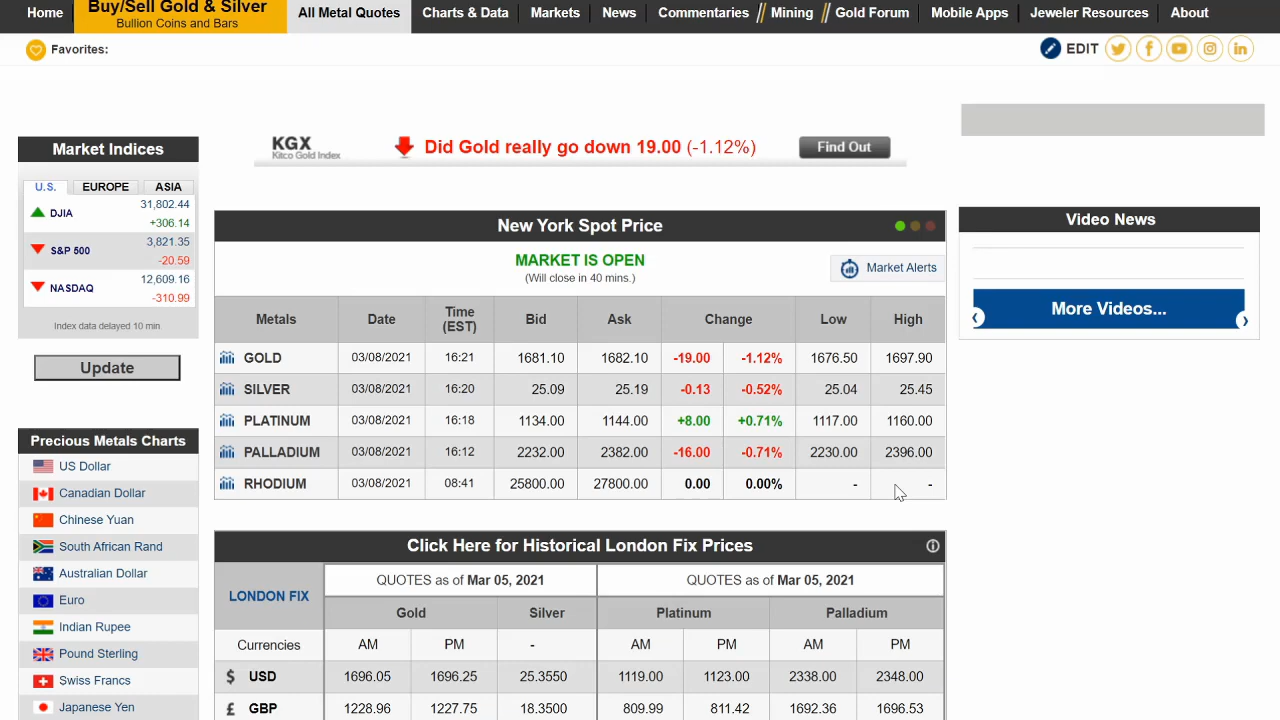 Home
Buy/Sell Gold & Silver
Bullion Coins and Bars
All Metal Quotes
Charts & Data
Markets
News
Commentaries
Mining
Gold Forum
Mobile Apps
Jeweler Resources
About
Favorites:
EDIT
KGX
Kitco Gold Index
Did Gold really go down 19.00 (-1.12%)
Find Out
Market Indices
U.S. EUROPE ASIA
DJIA 31,802.44
+306.14
S&P 500 3,821.35
-20.59
NASDAQ 12,609.16
-310.99
Index data delayed 10 min
Update
Precious Metals Charts
US Dollar
Canadian Dollar
Chinese Yuan
South African Rand
Australian Dollar
Euro
Indian Rupee
Pound Sterling
Swiss Francs
Japanese Yen
New York Spot Price
MARKET IS OPEN
(Will close in 40 mins.)
Market Alerts
Metals Date Time (EST) Bid Ask Change Low High
GOLD 03/08/2021 16:21 1681.10 1682.10 -19.00 -1.12% 1676.50 1697.90
SILVER 03/08/2021 16:20 25.09 25.19 -0.13 -0.52% 25.04 25.45
PLATINUM 03/08/2021 16:18 1134.00 1144.00 +8.00 +0.71% 1117.00 1160.00
PALLADIUM 03/08/2021 16:12 2232.00 2382.00 -16.00 -0.71% 2230.00 2396.00
RHODIUM 03/08/2021 08:41 25800.00 27800.00 0.00 0.00% - -
Click Here for Historical London Fix Prices
LONDON FIX
QUOTES as of Mar 05, 2021 QUOTES as of Mar 05, 2021
Gold Silver Platinum Palladium
Currencies AM PM - AM PM AM PM
$ USD 1696.05 1696.25 25.3550 1119.00 1123.00 2338.00 2348.00
£ GBP 1228.96 1227.75 18.3500 809.99 811.42 1692.36 1696.53
Video News
More Videos...